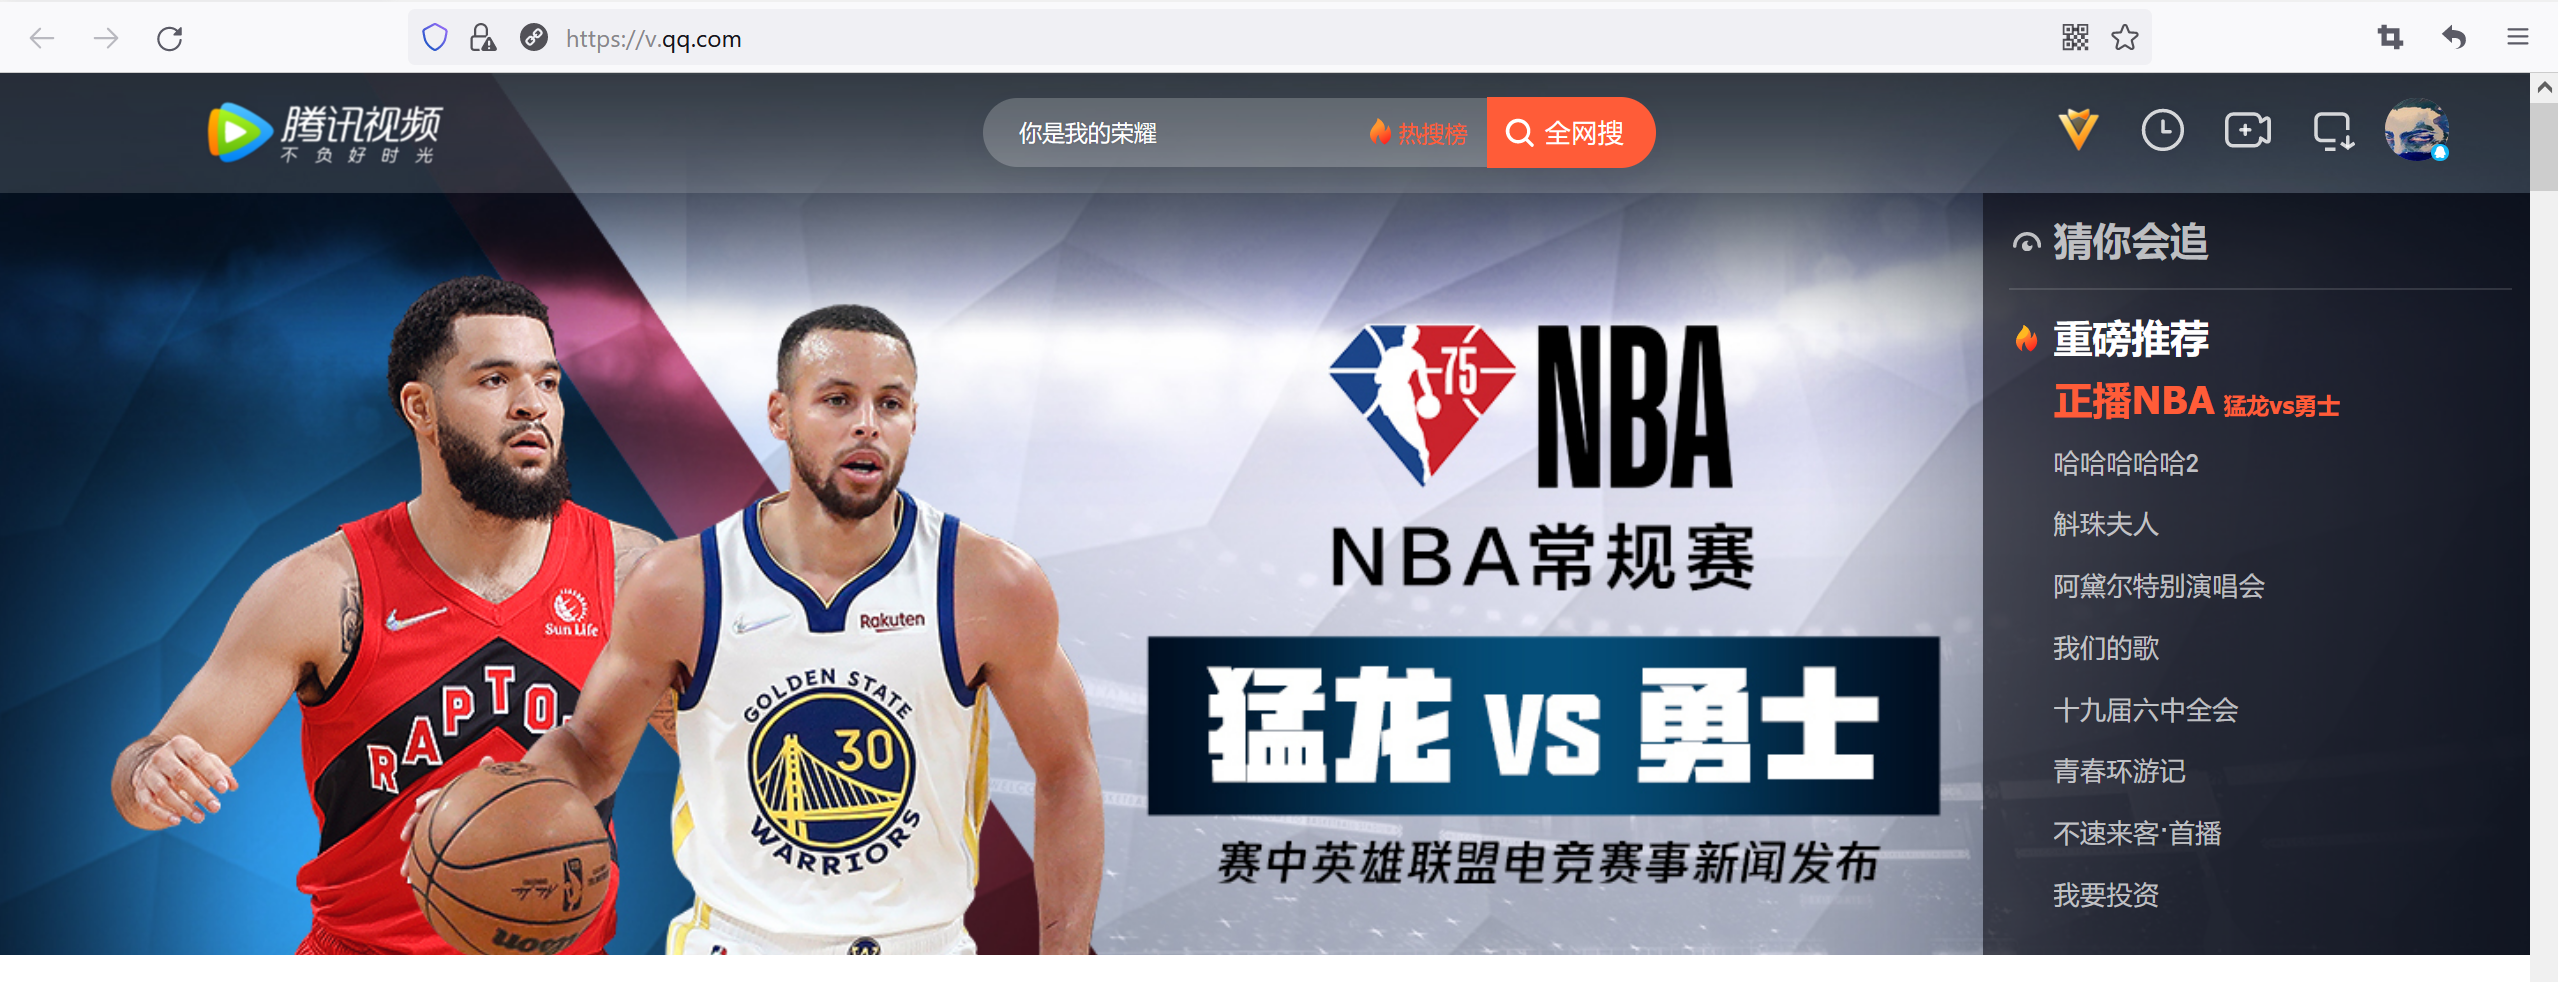 https://v.qq.com
腾讯视频
不负好时光
你是我的荣耀
热搜榜
全网搜
猜你会追
重磅推荐
正播NBA 猛龙vs勇士
哈哈哈哈哈2
斛珠夫人
阿黛尔特别演唱会
我们的歌
十九届六中全会
青春环游记
不速来客·首播
我要投资
75
NBA
NBA常规赛
猛龙 VS 勇士
赛中英雄联盟电竞赛事新闻发布
Sun Life
RAPTO
Rakuten
GOLDEN STATE
30
WARRIORS